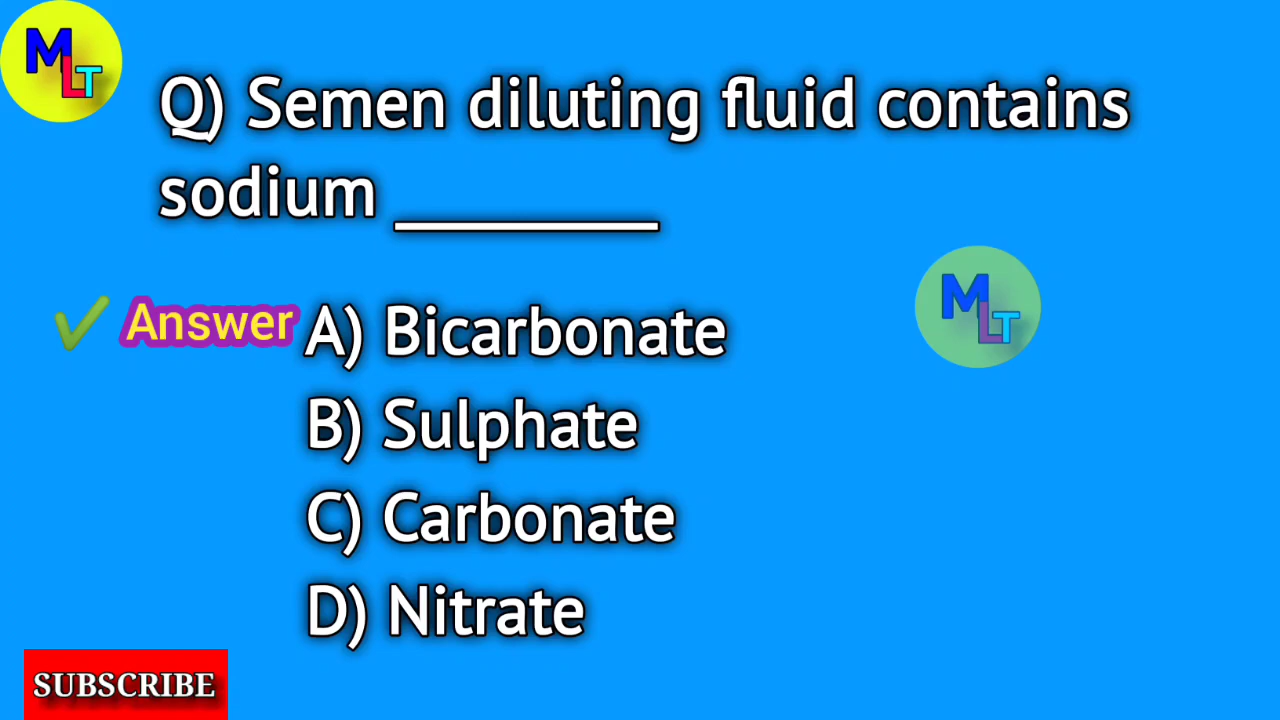 MLT
Q) Semen diluting fluid contains
sodium ________
✔ Answer A) Bicarbonate
MLT
B) Sulphate
C) Carbonate
D) Nitrate
SUBSCRIBE